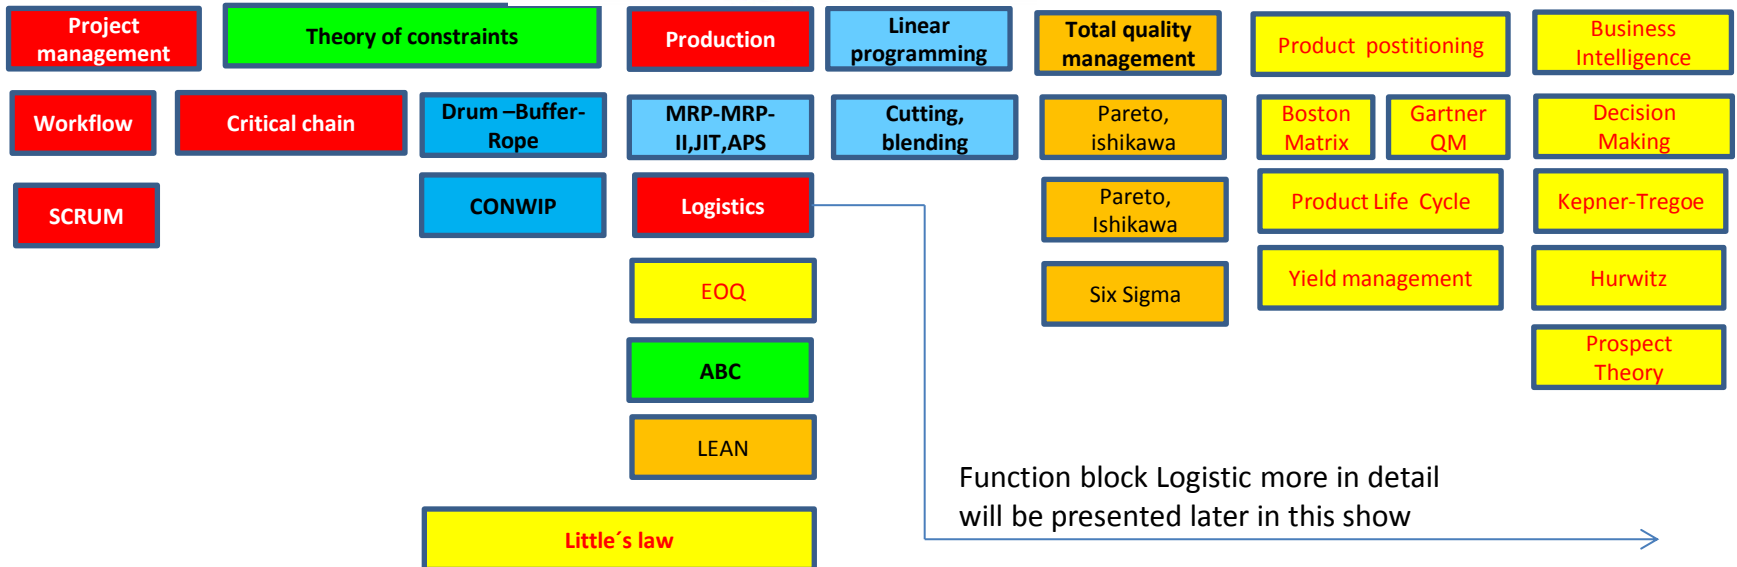 Project
management
Theory of constraints
Production
Linear
programming
Total quality
management
Product postitioning
Business
Intelligence
Workflow
Critical chain
Drum –Buffer-
Rope
MRP-MRP-
II,JIT,APS
Cutting,
blending
Pareto,
ishikawa
Boston
Matrix
Gartner
QM
Decision
Making
SCRUM
CONWIP
Logistics
Pareto,
Ishikawa
Product Life Cycle
Kepner-Tregoe
EOQ
Six Sigma
Yield management
Hurwitz
ABC
Prospect
Theory
LEAN
Function block Logistic more in detail
will be presented later in this show
Little´s law